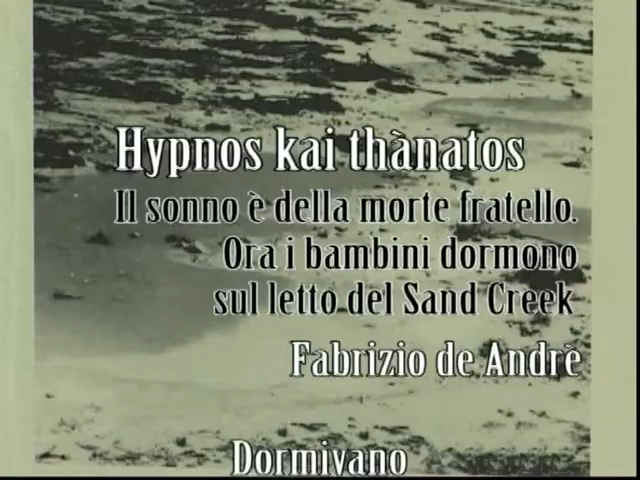 Hypnos kai thànatos
Il sonno è della morte fratello.
Ora i bambini dormono
sul letto del Sand Creek
Fabrizio de Andrè
Dormivano